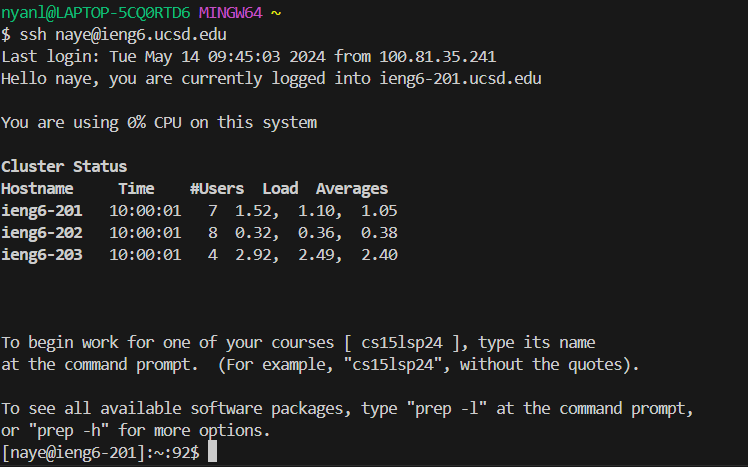 nyanl@LAPTOP-5CQ0RTD6 MINGW64 ~
$ ssh naye@ieng6.ucsd.edu
Last login: Tue May 14 09:45:03 2024 from 100.81.35.241
Hello naye, you are currently logged into ieng6-201.ucsd.edu
You are using 0% CPU on this system
Cluster Status
Hostname     Time    #Users  Load  Averages
ieng6-201   10:00:01   7  1.52,  1.10,  1.05
ieng6-202   10:00:01   8  0.32,  0.36,  0.38
ieng6-203   10:00:01   4  2.92,  2.49,  2.40
To begin work for one of your courses [ cs15lsp24 ], type its name
at the command prompt.  (For example, "cs15lsp24", without the quotes).
To see all available software packages, type "prep -l" at the command prompt,
or "prep -h" for more options.
[naye@ieng6-201]:~:92$